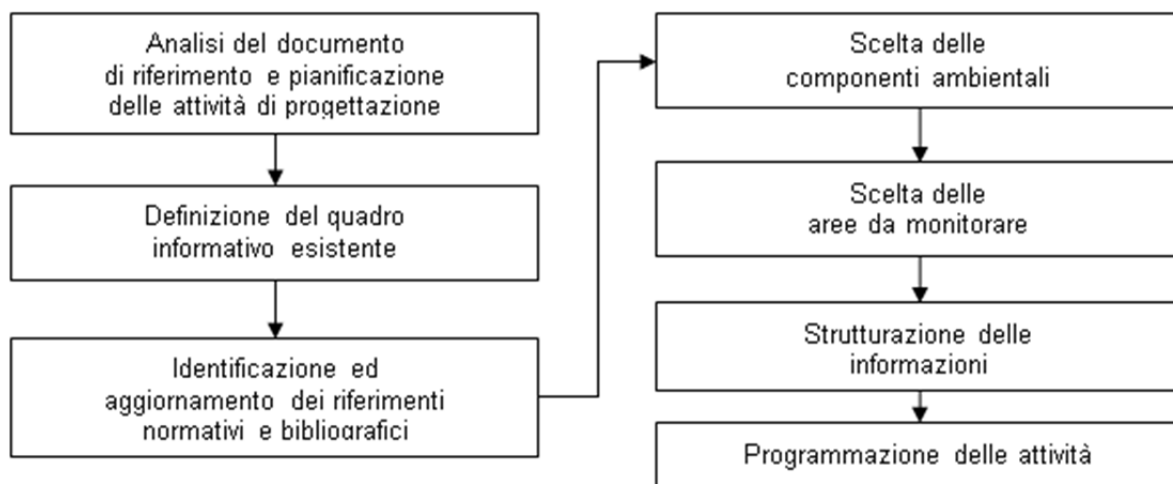 Analisi del documento
di riferimento e pianificazione
delle attività di progettazione
Definizione del quadro
informativo esistente
Identificazione ed
aggiornamento dei riferimenti
normativi e bibliografici
Scelta delle
componenti ambientali
Scelta delle
aree da monitorare
Strutturazione delle
informazioni
Programmazione delle attività